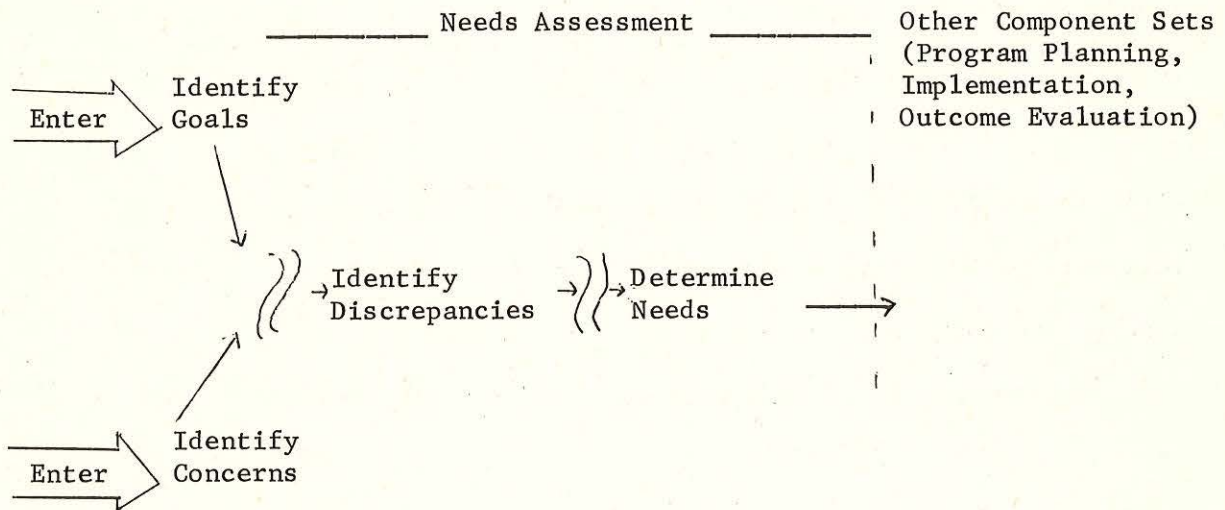 Needs Assessment
Other Component Sets
(Program Planning,
Implementation,
Outcome Evaluation)
Enter
Identify
Goals
Identify
Discrepancies
Determine
Needs
Enter
Identify
Concerns